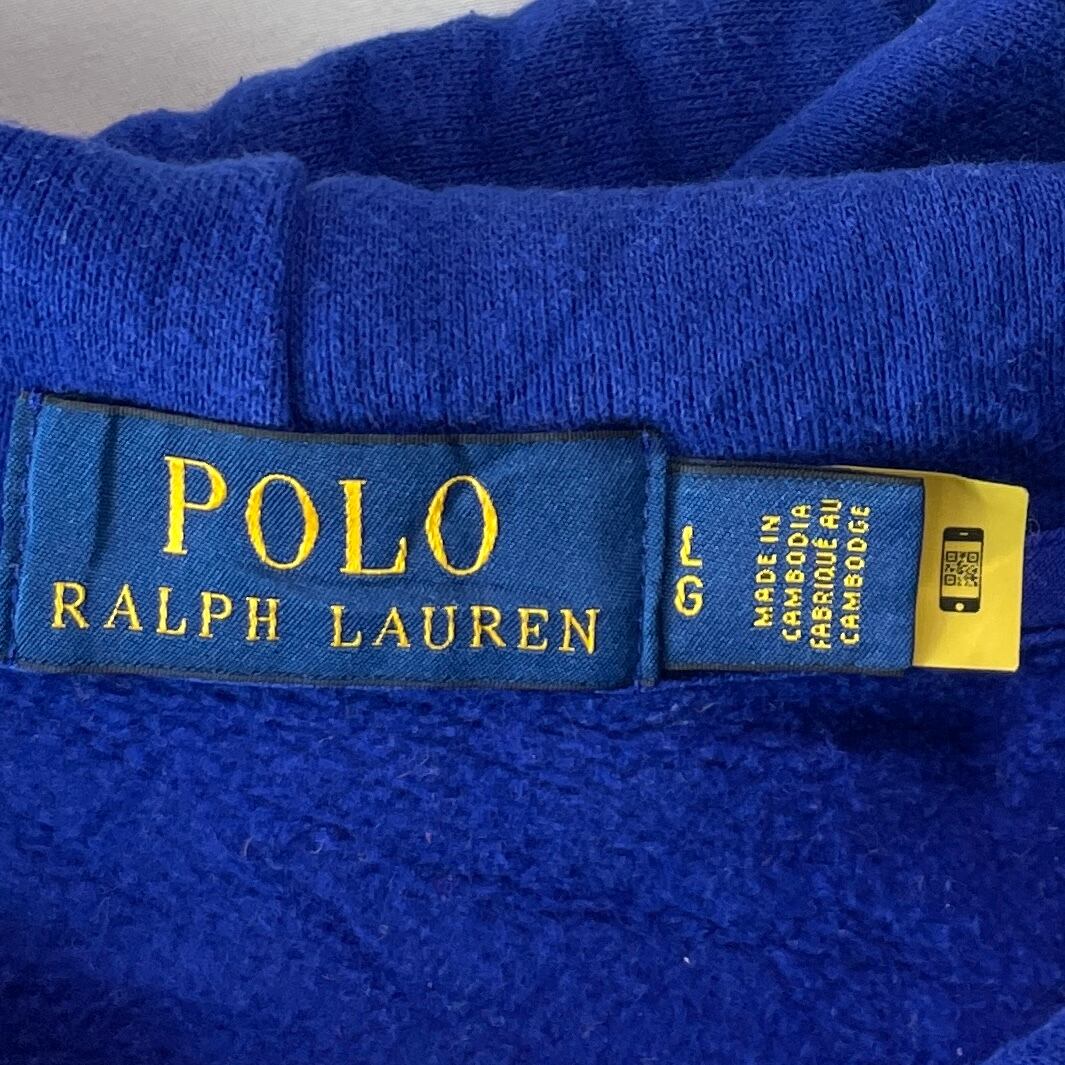 POLO
RALPH LAUREN
L
G
MADE IN
CAMBODIA
FABRIQUÉ AU
CAMBODGE